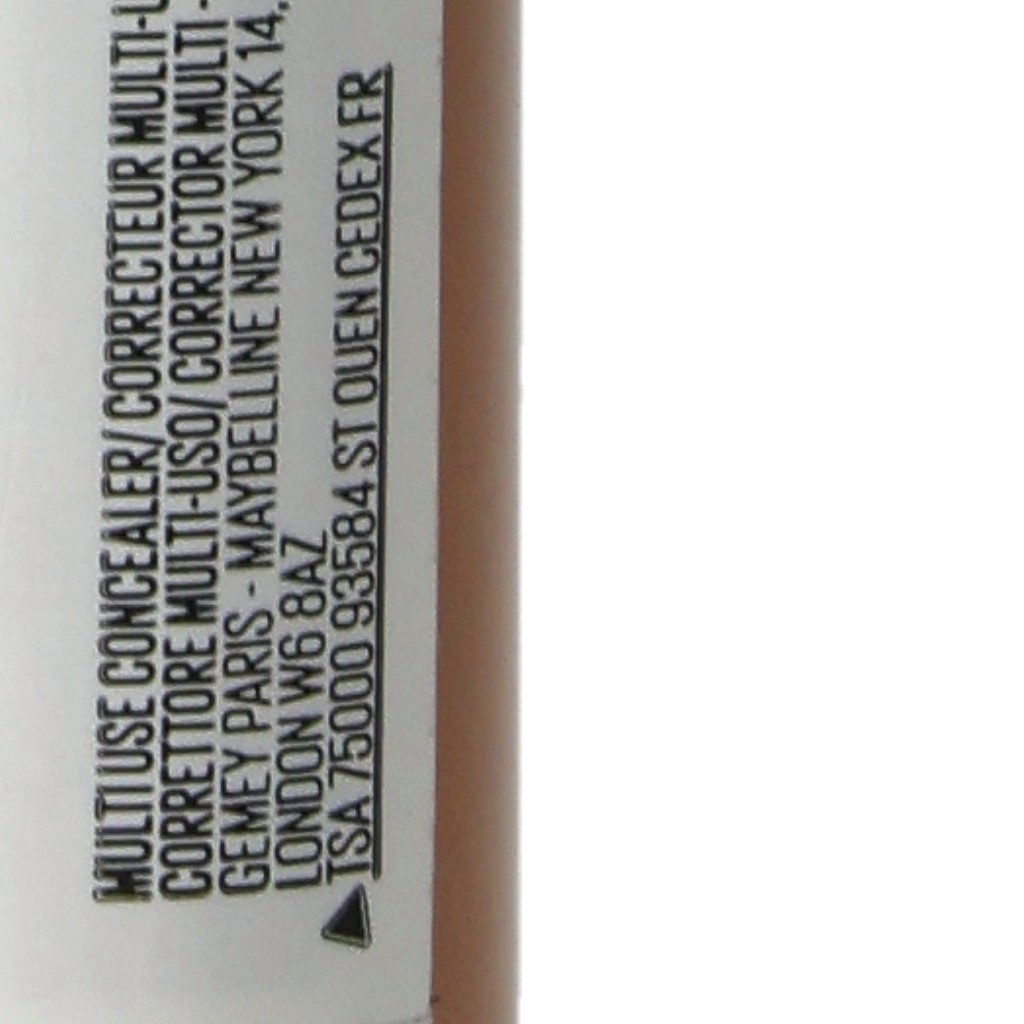 MULTI USE CONCEALER/ CORRECTEUR MULTI-U
CORRETTORE MULTI-USO/ CORRECTOR MULTI-
GEMEY PARIS - MAYBELLINE NEW YORK 14,
LONDON W6 8AZ
TSA 75000 93584 ST OUEN CEDEX FR